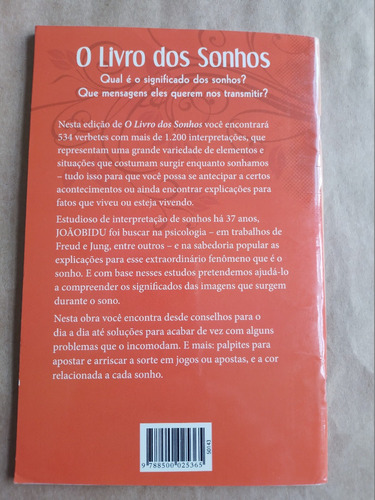 O Livro dos Sonhos
Qual é o significado dos sonhos?
Que mensagens eles querem nos transmitir?
Nesta edição de O Livro dos Sonhos você encontrará
534 verbetes com mais de 1.200 interpretações, que
representam uma grande variedade de elementos e
situações que costumam surgir enquanto sonhamos
– tudo isso para que você possa se antecipar a certos
acontecimentos ou ainda encontrar explicações para
fatos que viveu ou esteja vivendo.
Estudioso de interpretação de sonhos há 37 anos,
JOÃOBIDU foi buscar na psicologia – em trabalhos de
Freud e Jung, entre outros – e na sabedoria popular as
explicações para esse extraordinário fenômeno que é o
sonho. E com base nesses estudos pretendemos ajudá-lo
a compreender os significados das imagens que surgem
durante o sono.
Nesta obra você encontra desde conselhos para o
dia a dia até soluções para acabar de vez com alguns
problemas que o incomodam. E mais: palpites para
apostar e arriscar a sorte em jogos ou apostas, e a cor
relacionada a cada sonho.
9 788500 025365